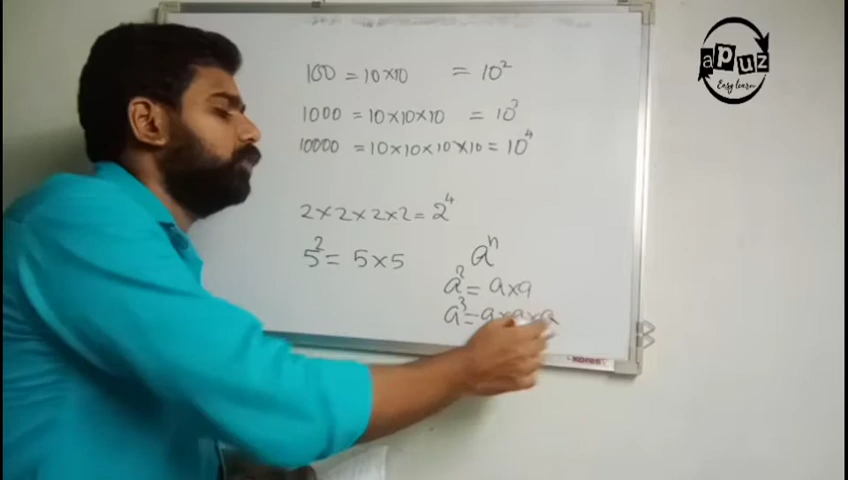 100 = 10×10 = 10²
1000 = 10×10×10 = 10³
10000 = 10×10×10×10 = 10⁴
2×2×2×2 = 2⁴
5² = 5×5
aⁿ
a² = a×a
a³ = a×a×a
KORES
apuz
Easy learn